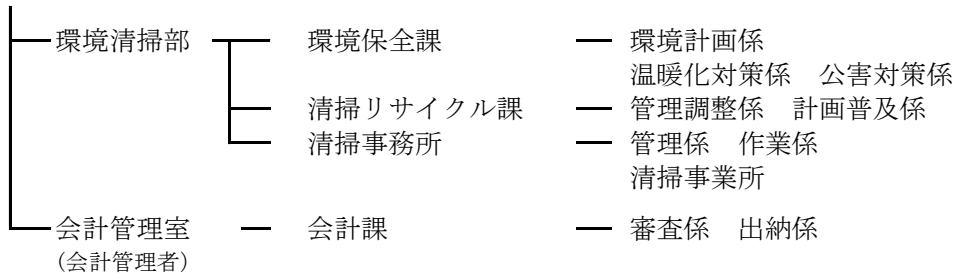 環境清掃部 環境保全課 環境計画係
温暖化対策係 公害対策係
清掃リサイクル課 管理調整係 計画普及係
清掃事務所 管理係 作業係
清掃事業所
会計管理室 会計課 審査係 出納係
(会計管理者)